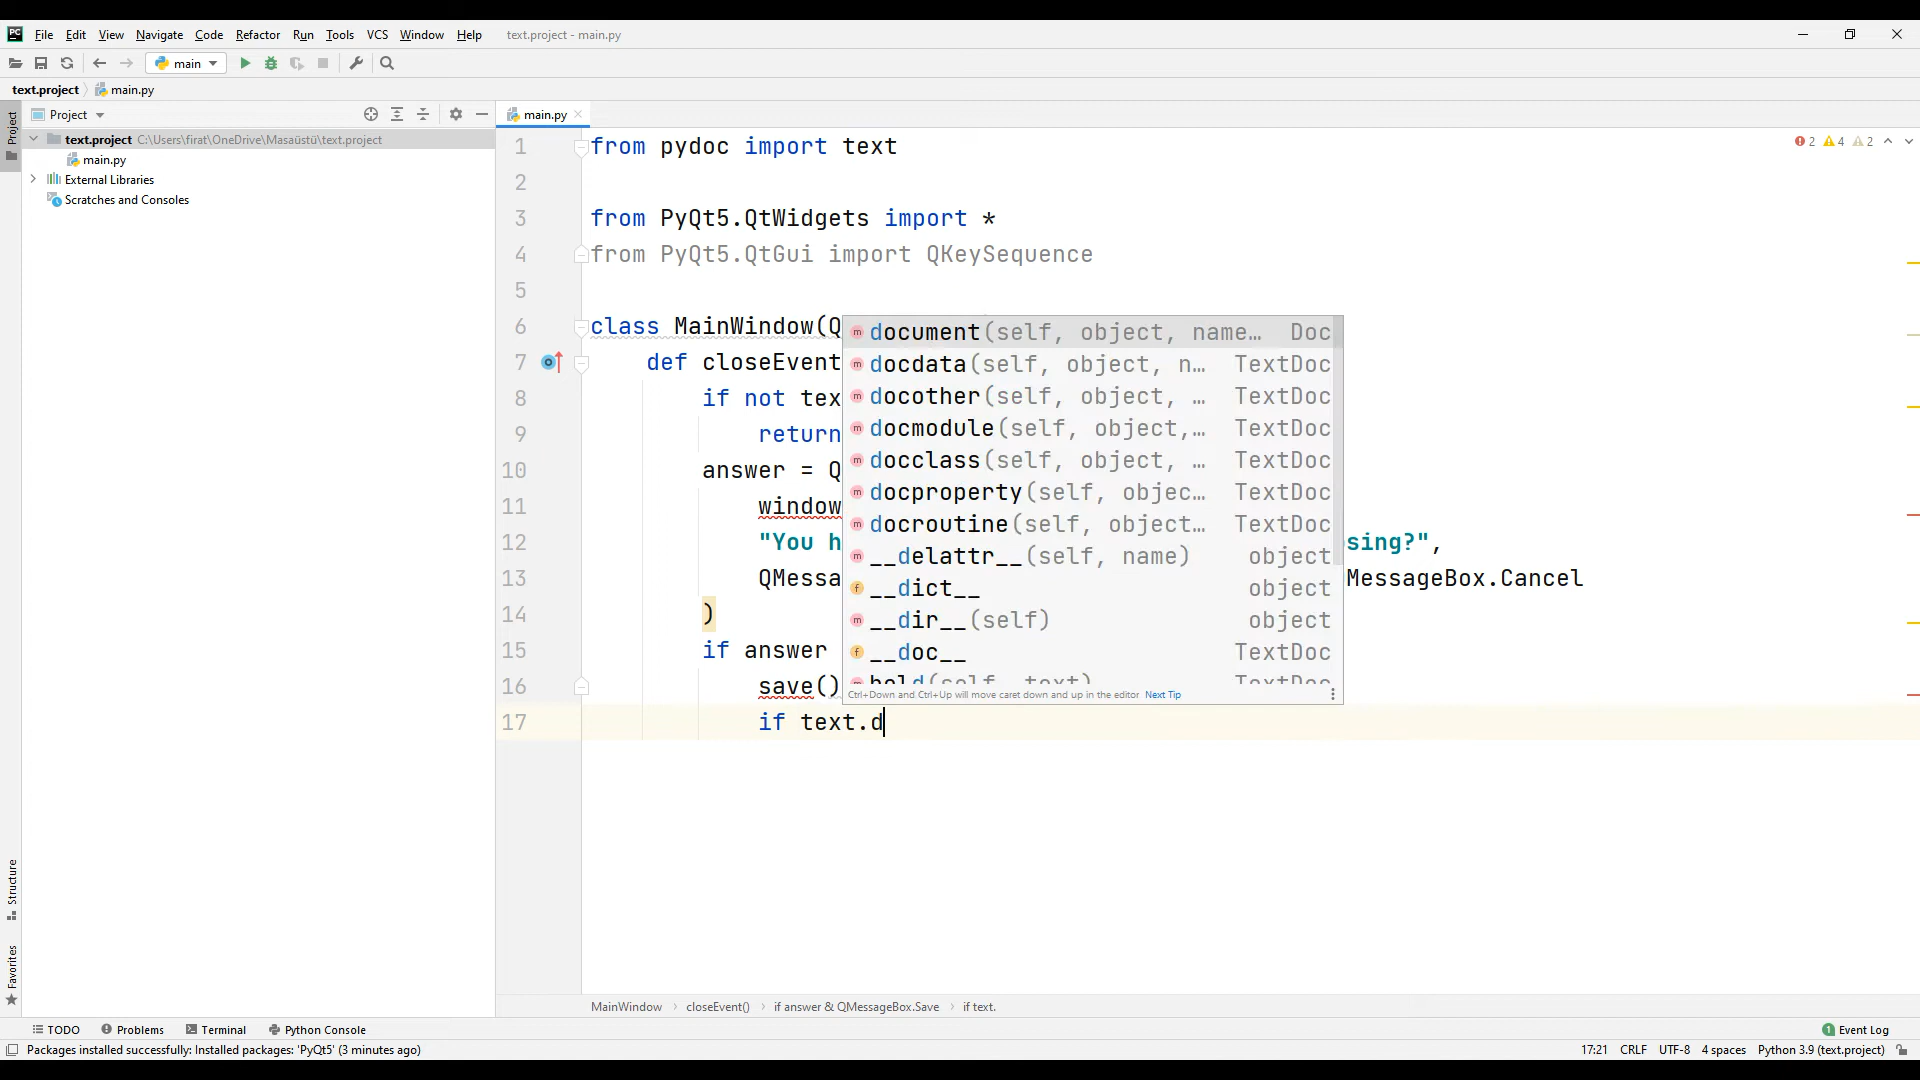 File Edit View Navigate Code Refactor Run Tools VCS Window Help text.project - main.py
main
text.project main.py
Project
Project
main.py
text.project C:\Users\firat\OneDrive\Masaüstü\text.project
main.py
External Libraries
Scratches and Consoles
2 4 2
1 from pydoc import text
2
3 from PyQt5.QtWidgets import *
4 from PyQt5.QtGui import QKeySequence
5
6 class MainWindow(Q
7 def closeEvent
8 if not tex
9 return
10 answer = Q
11 window
12 "You h sing?",
13 QMessa MessageBox.Cancel
14 )
15 if answer
16 save()
17 if text.d
document(self, object, name… Doc
docdata(self, object, n… TextDoc
docother(self, object, … TextDoc
docmodule(self, object,… TextDoc
docclass(self, object, … TextDoc
docproperty(self, objec… TextDoc
docroutine(self, object… TextDoc
__delattr__(self, name) object
__dict__ object
__dir__(self) object
__doc__ TextDoc
bold(self, text) TextDoc
Ctrl+Down and Ctrl+Up will move caret down and up in the editor Next Tip
Structure
Favorites
MainWindow closeEvent() if answer & QMessageBox.Save if text.
TODO Problems Terminal Python Console 1 Event Log
Packages installed successfully: Installed packages: 'PyQt5' (3 minutes ago) 17:21 CRLF UTF-8 4 spaces Python 3.9 (text.project)